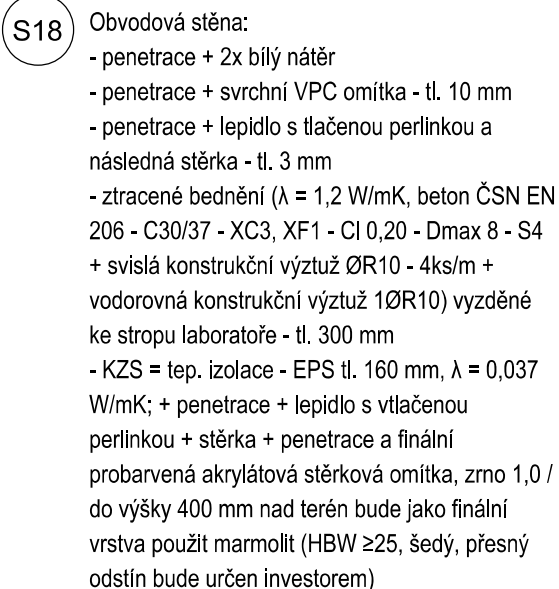 S18
Obvodová stěna:
- penetrace + 2x bílý nátěr
- penetrace + svrchní VPC omítka - tl. 10 mm
- penetrace + lepidlo s tlačenou perlinkou a
následná stěrka - tl. 3 mm
- ztracené bednění (λ = 1,2 W/mK, beton ČSN EN
206 - C30/37 - XC3, XF1 - Cl 0,20 - Dmax 8 - S4
+ svislá konstrukční výztuž ØR10 - 4ks/m +
vodorovná konstrukční výztuž 1ØR10) vyzděné
ke stropu laboratoře - tl. 300 mm
- KZS = tep. izolace - EPS tl. 160 mm, λ = 0,037
W/mK; + penetrace + lepidlo s vtlačenou
perlinkou + stěrka + penetrace a finální
probarvená akrylátová stěrková omítka, zrno 1,0 /
do výšky 400 mm nad terén bude jako finální
vrstva použit marmolit (HBW ≥25, šedý, přesný
odstín bude určen investorem)